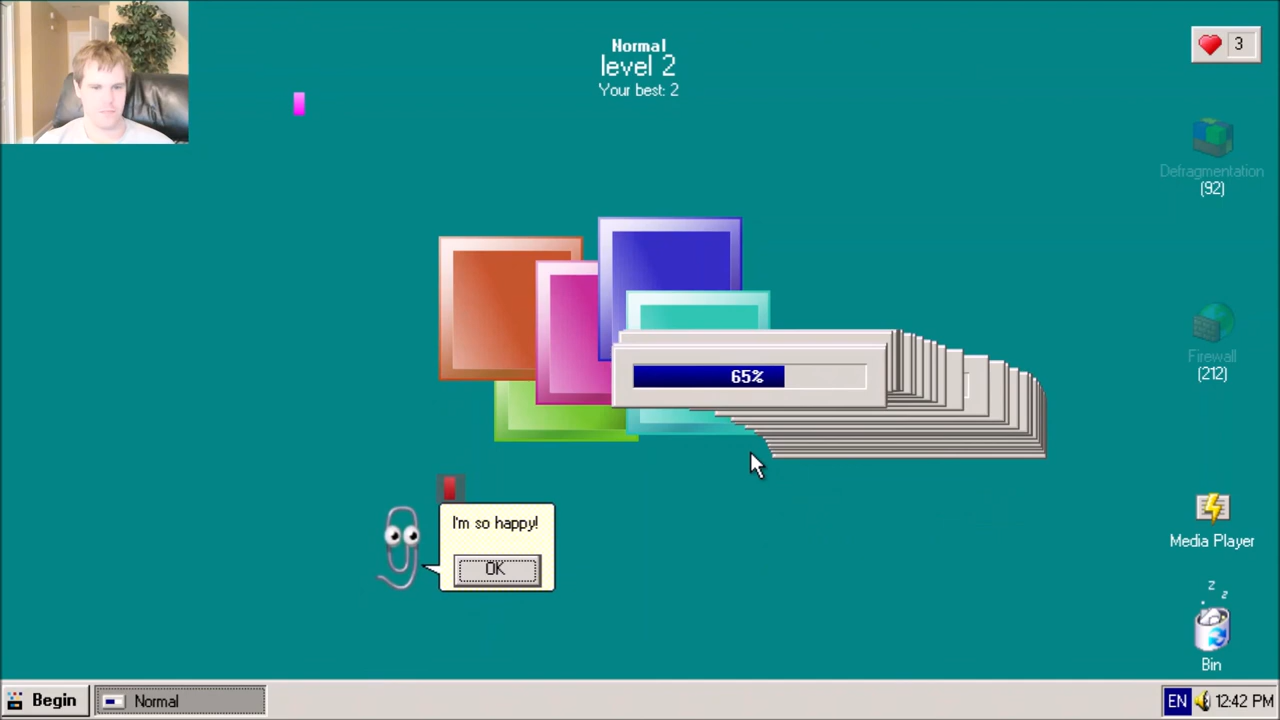 Normal
level 2
Your best: 2
3
Defragmentation
(92)
Firewall
(212)
65%
I'm so happy!
OK
Media Player
z
z
Bin
Begin
Normal
EN
12:42 PM